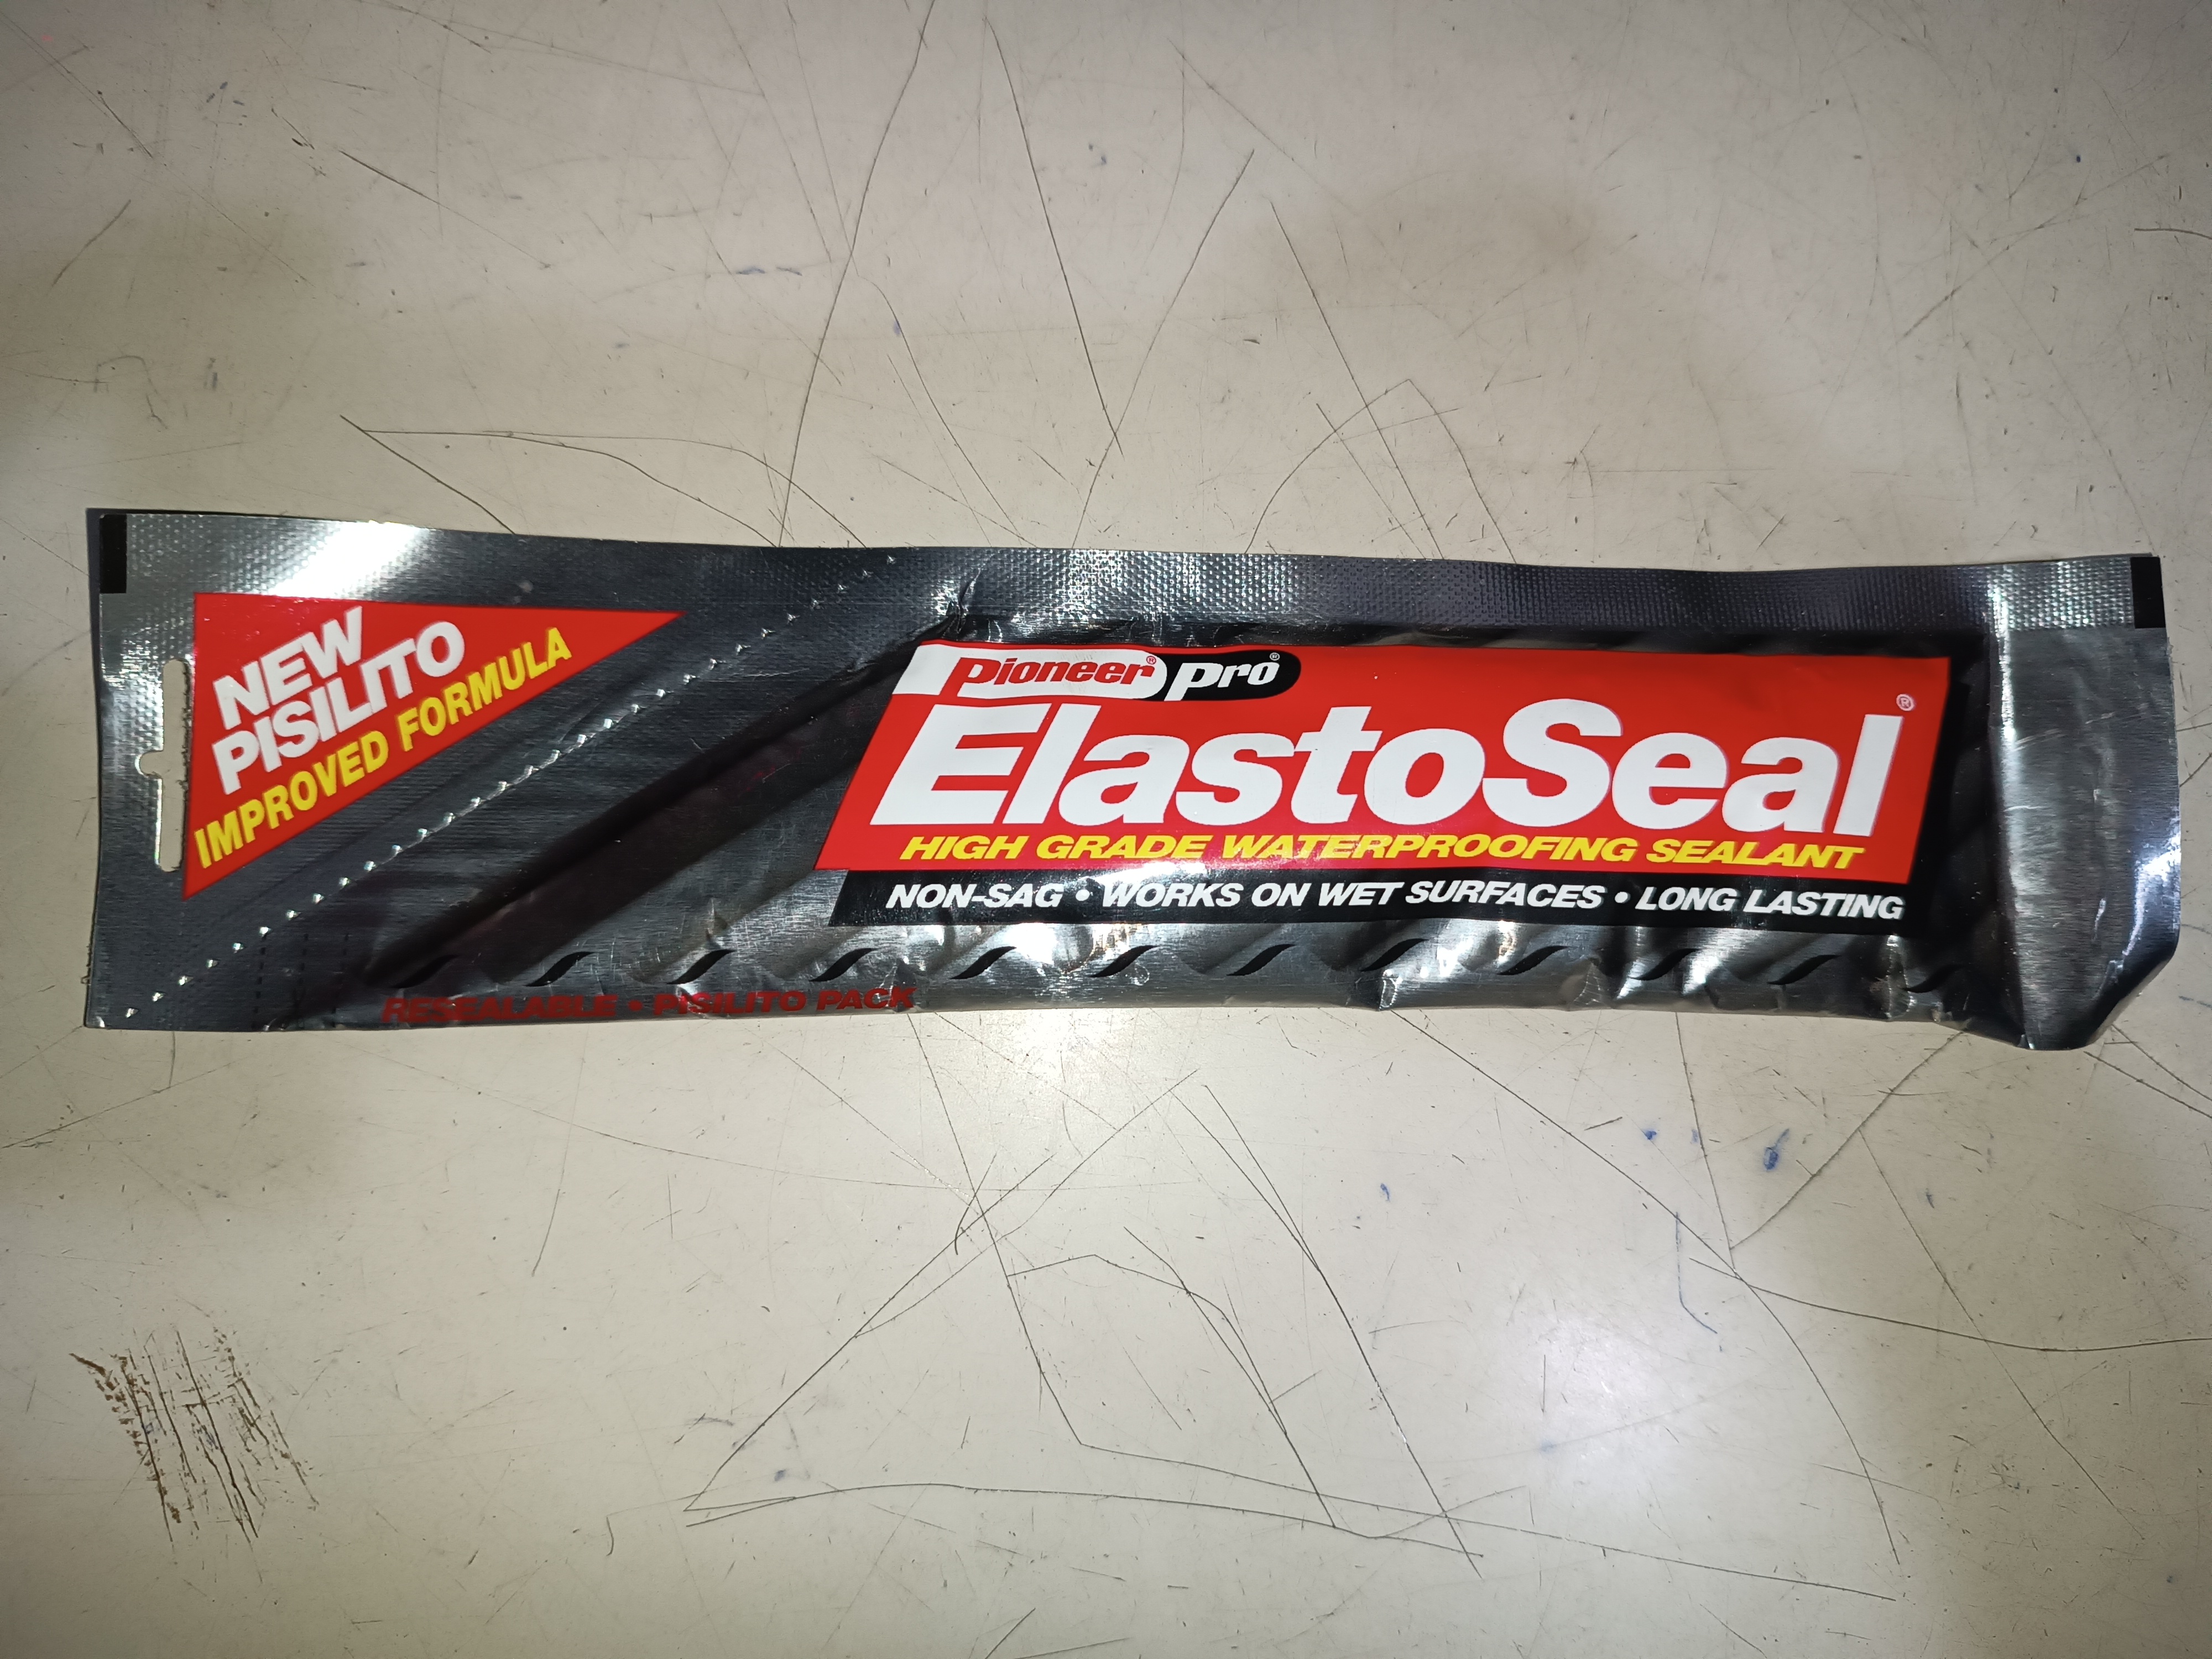 NEW
PISILITO
IMPROVED FORMULA
Pioneer® Pro®
ElastoSeal®
HIGH GRADE WATERPROOFING SEALANT
NON-SAG • WORKS ON WET SURFACES • LONG LASTING
RESEALABLE • PISILITO PACK